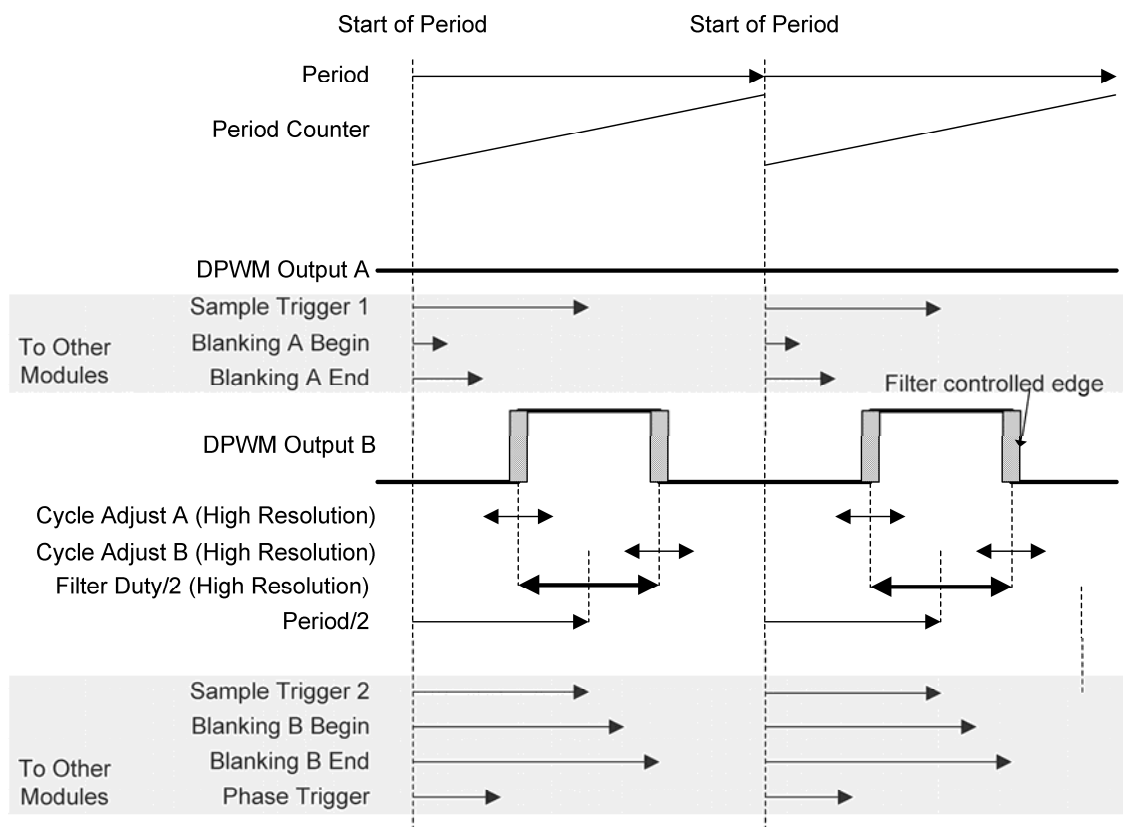 Start of Period
Start of Period
Period
Period Counter
DPWM Output A
Sample Trigger 1
Blanking A Begin
Blanking A End
To Other
Modules
Filter controlled edge
DPWM Output B
Cycle Adjust A (High Resolution)
Cycle Adjust B (High Resolution)
Filter Duty/2 (High Resolution)
Period/2
Sample Trigger 2
Blanking B Begin
Blanking B End
Phase Trigger
To Other
Modules